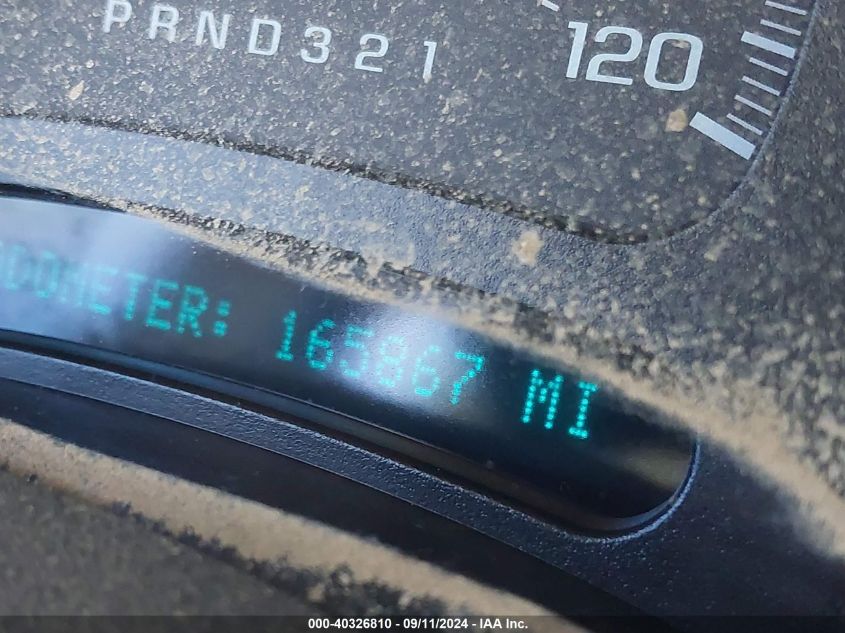 PRND321
120
ODOMETER: 165867 MI
000-40326810 - 09/11/2024 - IAA Inc.